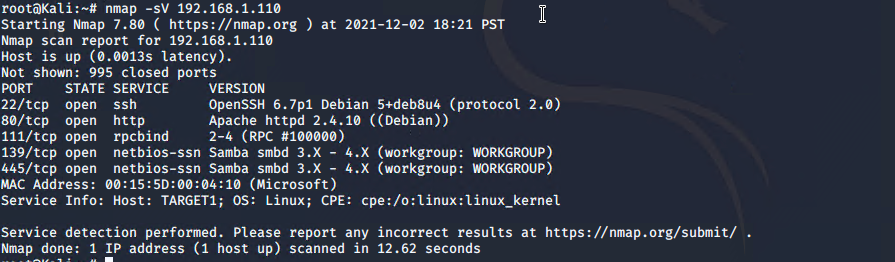 root@Kali:~# nmap -sV 192.168.1.110
Starting Nmap 7.80 ( https://nmap.org ) at 2021-12-02 18:21 PST
Nmap scan report for 192.168.1.110
Host is up (0.0013s latency).
Not shown: 995 closed ports
PORT    STATE SERVICE     VERSION
22/tcp  open  ssh         OpenSSH 6.7p1 Debian 5+deb8u4 (protocol 2.0)
80/tcp  open  http        Apache httpd 2.4.10 ((Debian))
111/tcp open  rpcbind     2-4 (RPC #100000)
139/tcp open  netbios-ssn Samba smbd 3.X - 4.X (workgroup: WORKGROUP)
445/tcp open  netbios-ssn Samba smbd 3.X - 4.X (workgroup: WORKGROUP)
MAC Address: 00:15:5D:00:04:10 (Microsoft)
Service Info: Host: TARGET1; OS: Linux; CPE: cpe:/o:linux:linux_kernel
Service detection performed. Please report any incorrect results at https://nmap.org/submit/ .
Nmap done: 1 IP address (1 host up) scanned in 12.62 seconds
root@Kali:~#